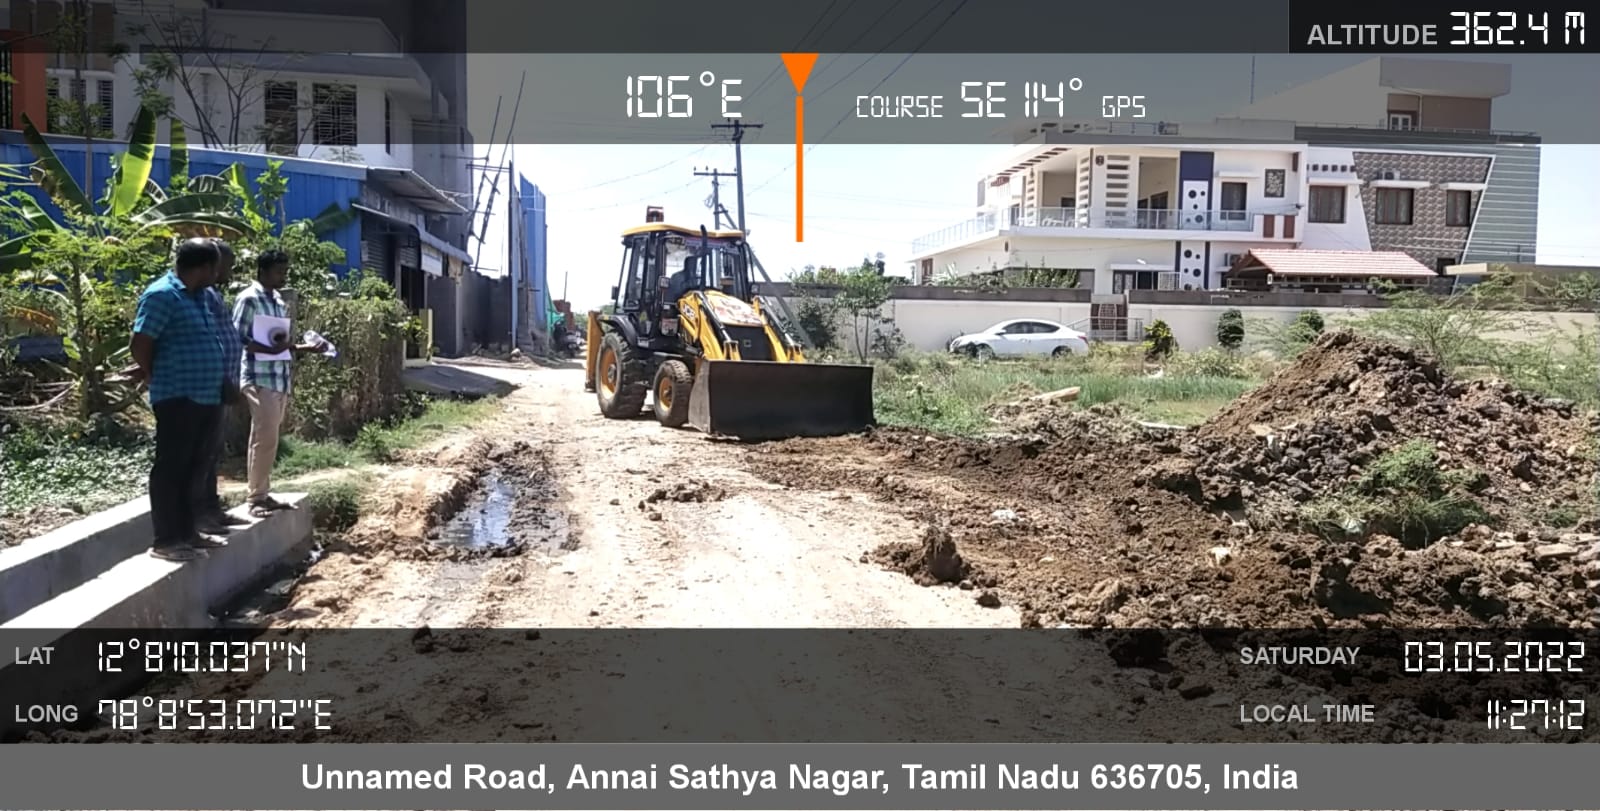 ALTITUDE 362.4 M
106°E
COURSE SE 114° GPS
JCB
LAT 12°8'10.037"N
LONG 78°8'53.072"E
SATURDAY 03.05.2022
LOCAL TIME 11:27:12
Unnamed Road, Annai Sathya Nagar, Tamil Nadu 636705, India